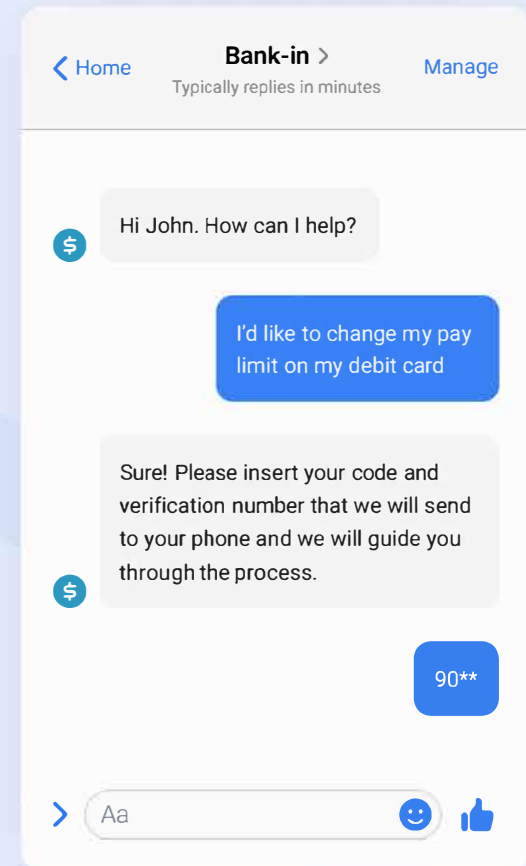 Home
Bank-in
Manage
Typically replies in minutes
Hi John. How can I help?
I'd like to change my pay
limit on my debit card
Sure! Please insert your code and
verification number that we will send
to your phone and we will guide you
through the process.
90**
Aa